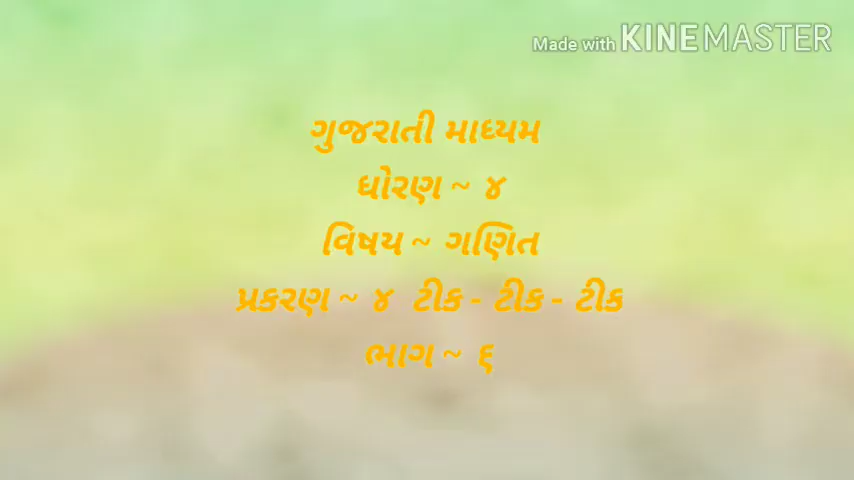 Made with KINEMASTER
ગુજરાતી માધ્યમ
ધોરણ ~ ૪
વિષય ~ ગણિત
પ્રકરણ ~ ૪ ટીક - ટીક - ટીક
ભાગ ~ ૬